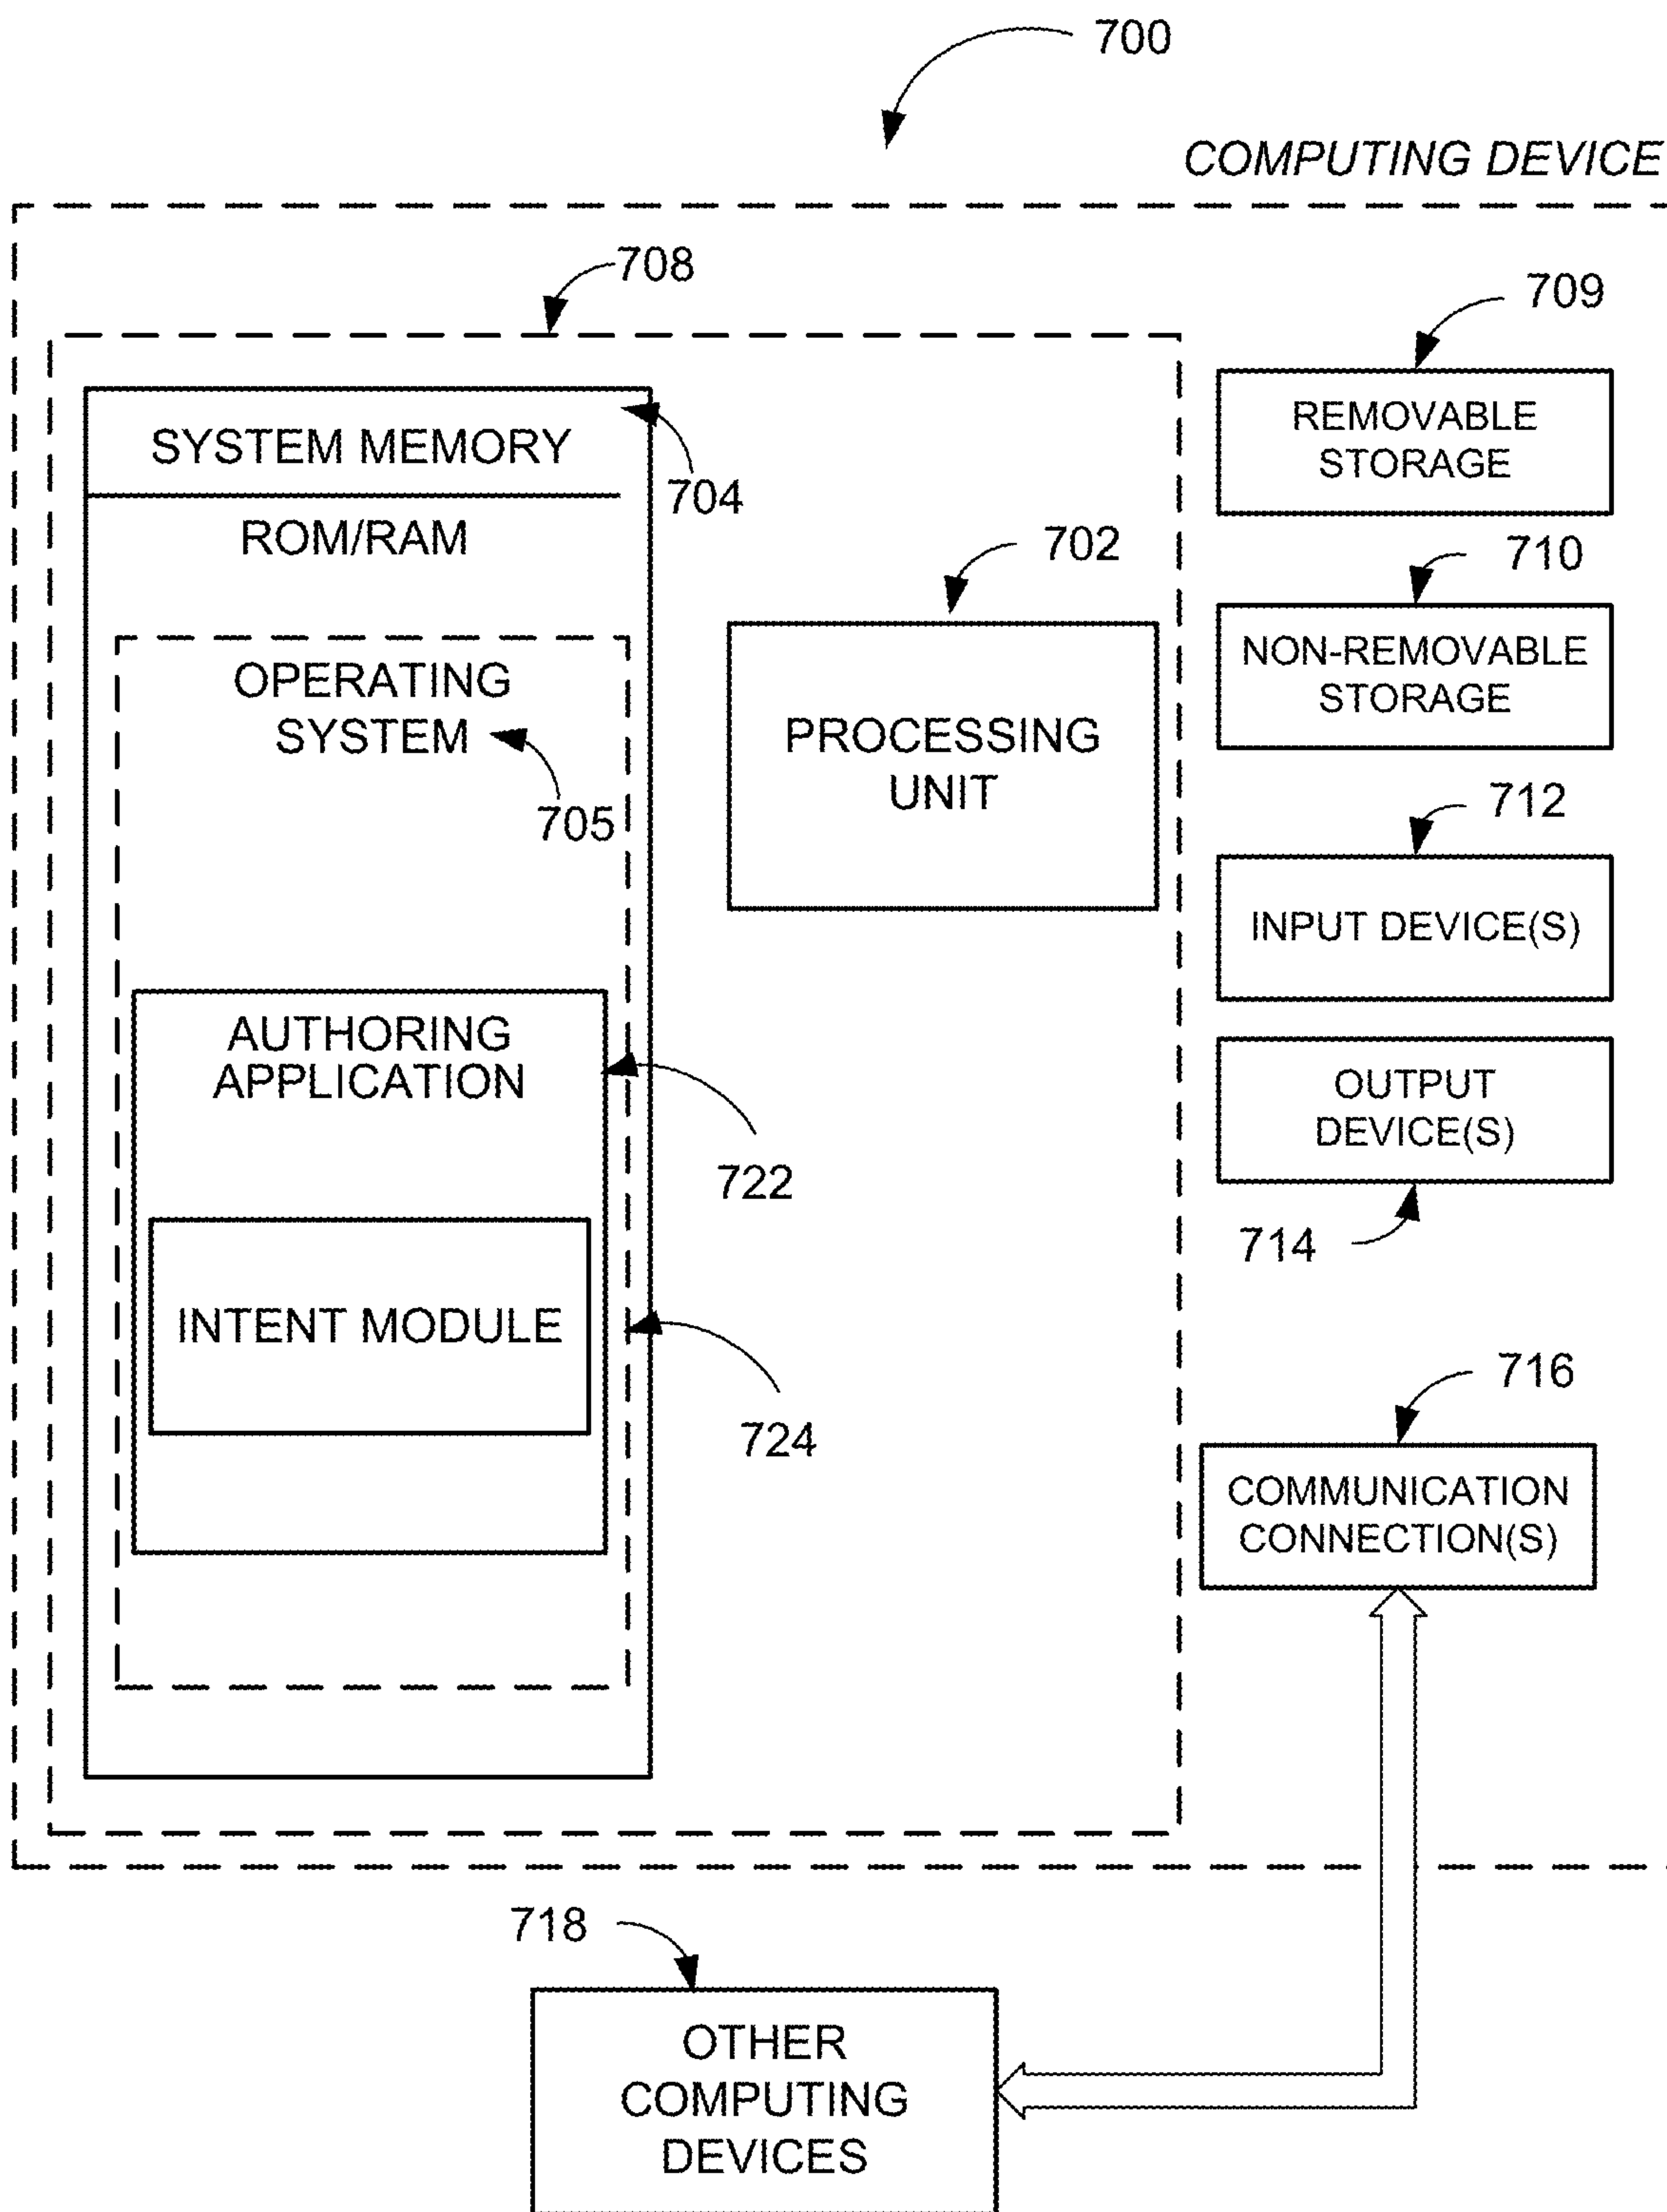 700
COMPUTING DEVICE
708
709
SYSTEM MEMORY
704
ROM/RAM
REMOVABLE
STORAGE
702
710
OPERATING
SYSTEM
705
PROCESSING
UNIT
NON-REMOVABLE
STORAGE
712
INPUT DEVICE(S)
AUTHORING
APPLICATION
722
OUTPUT
DEVICE(S)
714
INTENT MODULE
724
716
COMMUNICATION
CONNECTION(S)
718
OTHER
COMPUTING
DEVICES